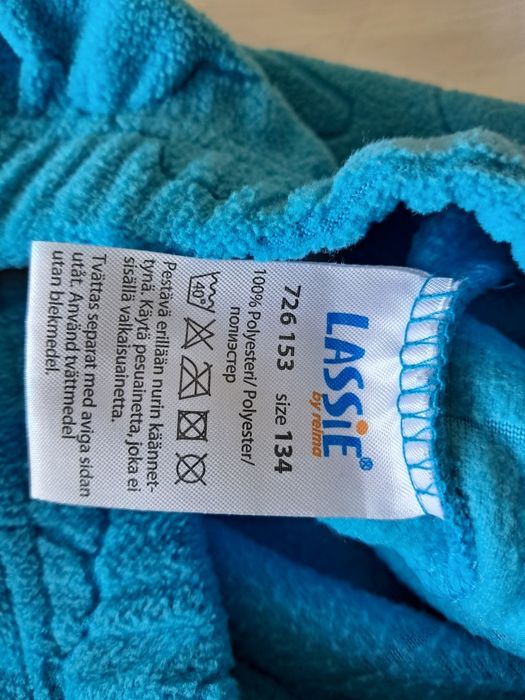 LASSiE®
by reima
726 153 size 134
100% Polyesteri/ Polyester/
полиэстер
40°
Pestävä erillään nurin käännet-
tynä. Käytä pesuainetta, joka ei
sisällä valkaisuainetta.
Tvättas separat med aviga sidan
utåt. Använd tvättmedel
utan blekmedel.